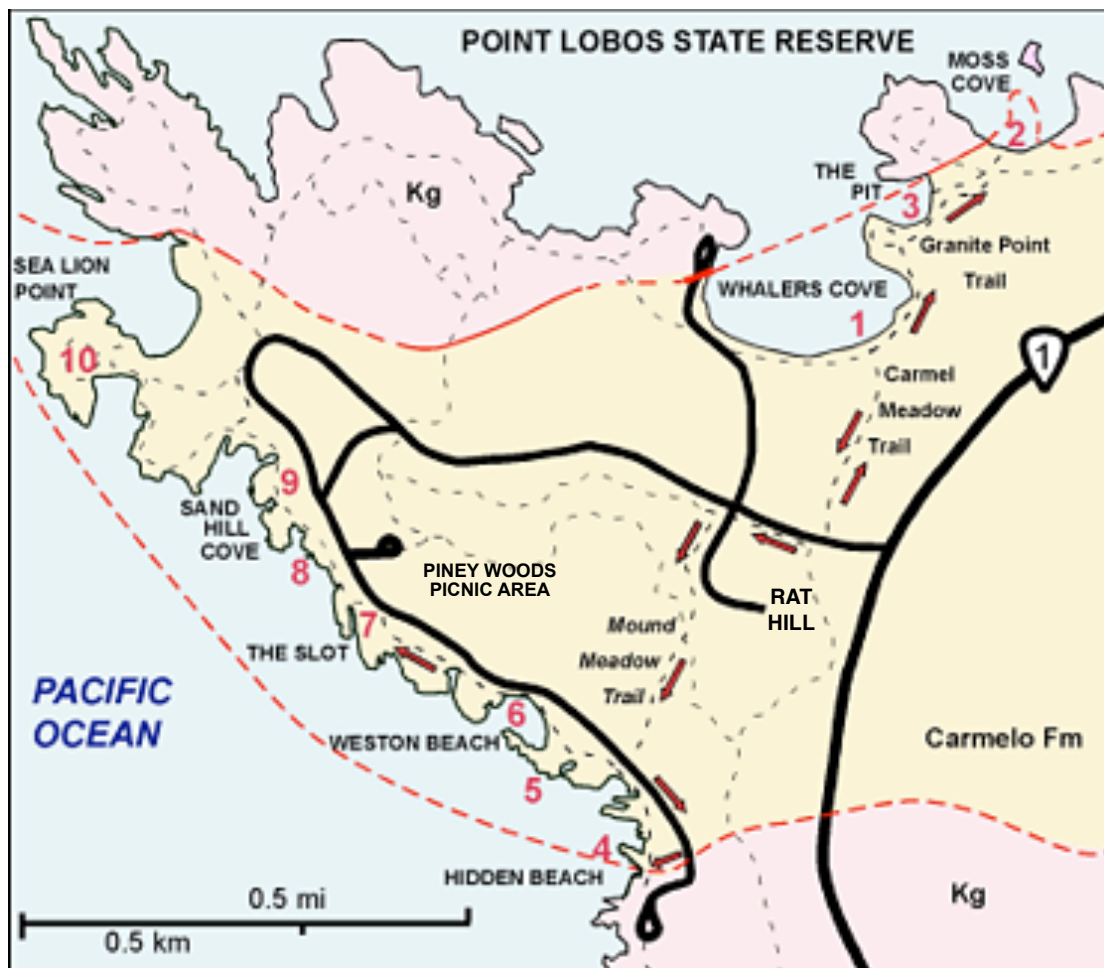 POINT LOBOS STATE RESERVE
MOSS
COVE
2
THE
PIT
3
Kg
Granite Point
Trail
SEA LION
POINT
WHALERS COVE
1
10
1
Carmel
Meadow
Trail
9
SAND
HILL
COVE
8
PINEY WOODS
PICNIC AREA
RAT
HILL
7
Mound
Meadow
Trail
THE SLOT
PACIFIC
OCEAN
6
WESTON BEACH
Carmelo Fm
5
4
HIDDEN BEACH
Kg
0.5 mi
0.5 km